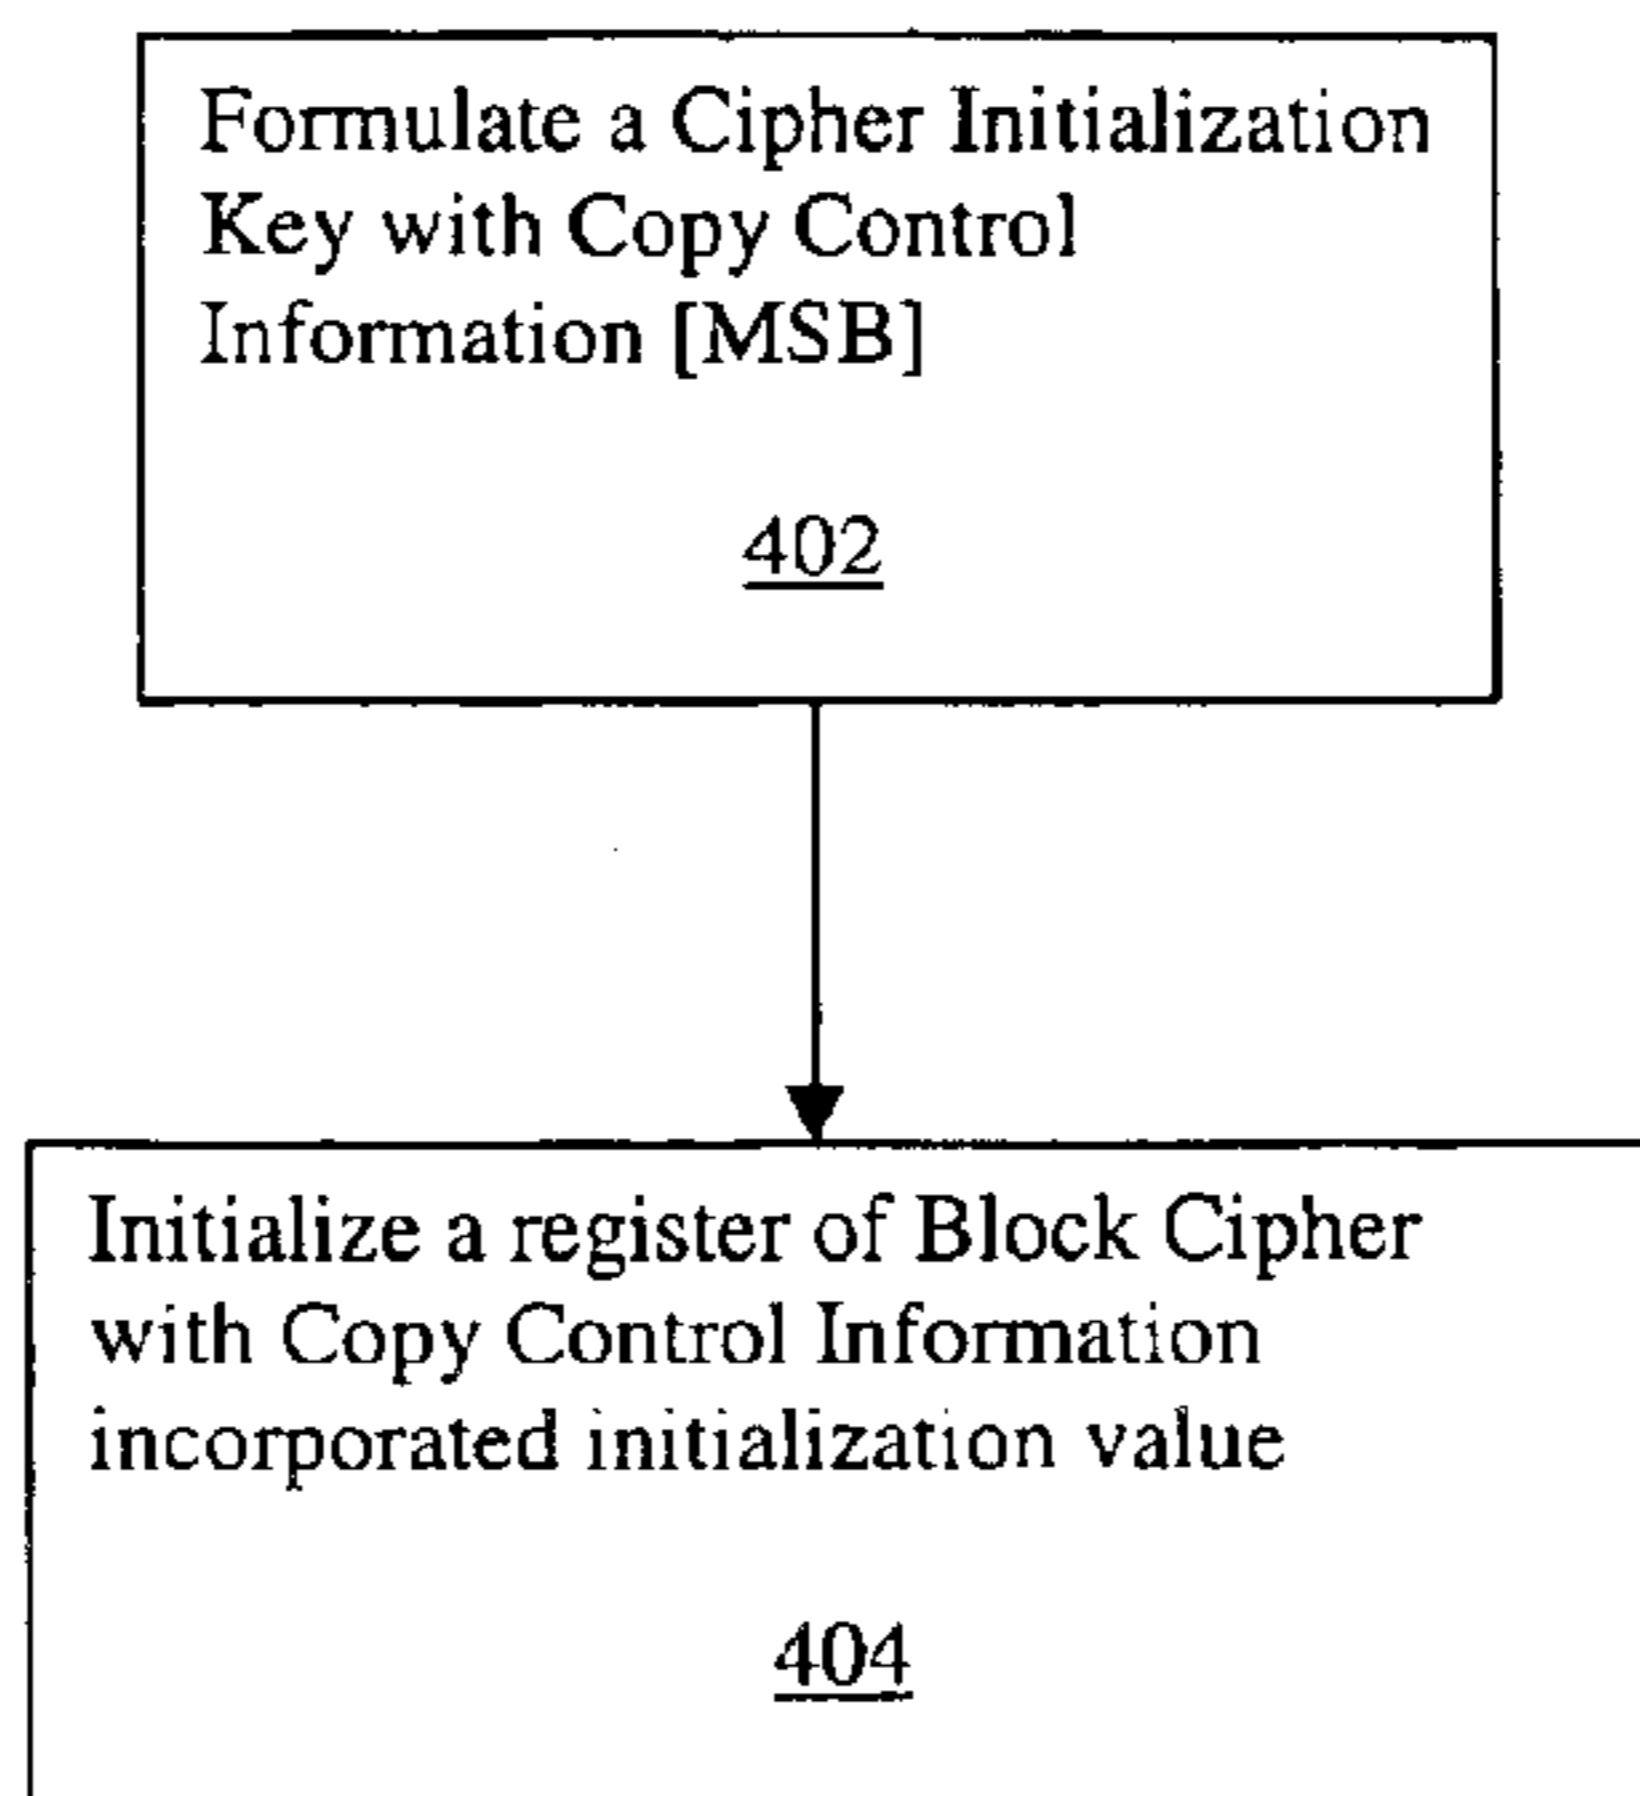 Formulate a Cipher Initialization
Key with Copy Control
Information [MSB]
402
Initialize a register of Block Cipher
with Copy Control Information
incorporated initialization value
404